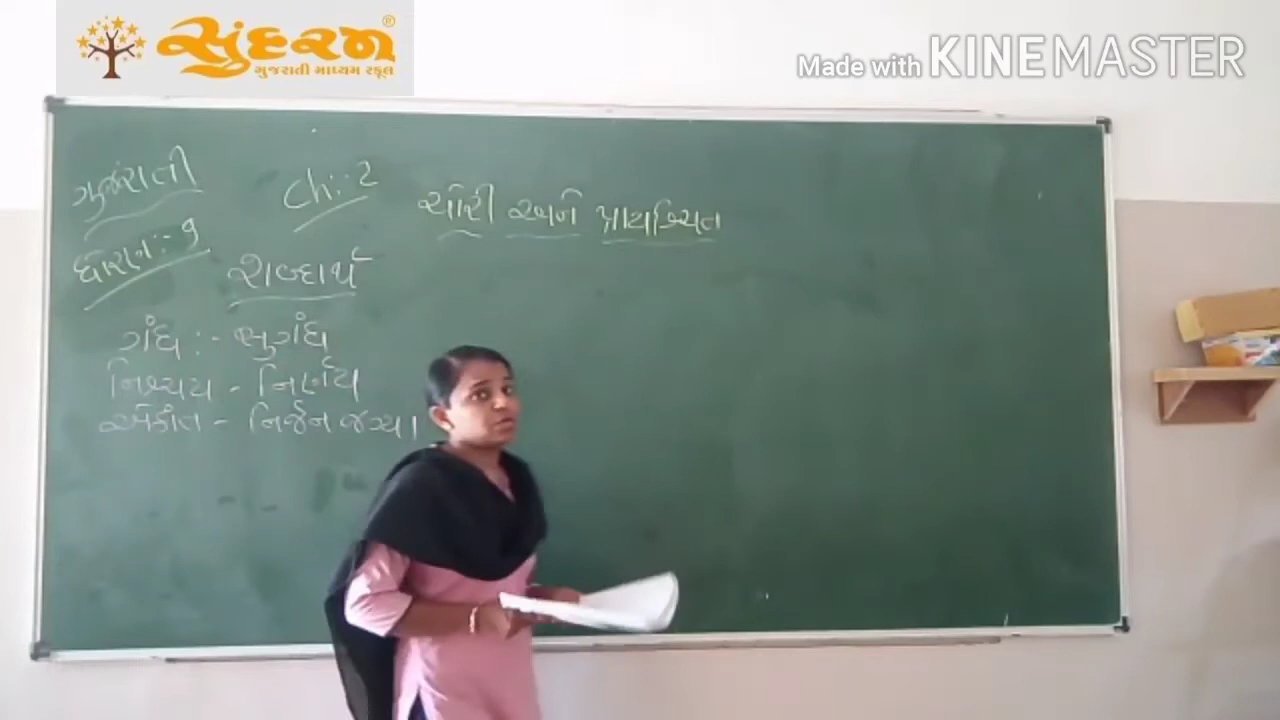 સુંદરમ્®
ગુજરાતી માધ્યમ સ્કૂલ
Made with KINEMASTER
ગુજરાતી
Ch :- 2
ચોરી અને પ્રાયશ્ચિત
ધોરણ :- 9
શબ્દાર્થ
ગંધ :- સુગંધ
નિશ્ચય - નિર્ણય
એકાંત - નિર્જન જગ્યા